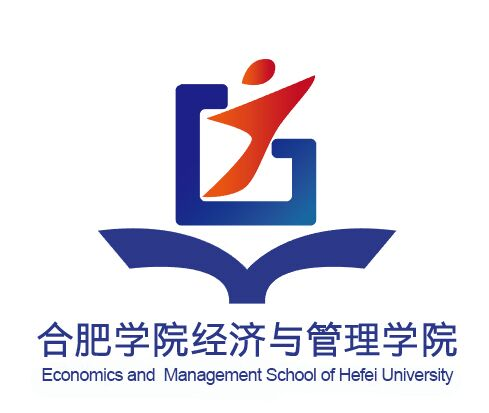 合肥学院经济与管理学院
Economics and Management School of Hefei University